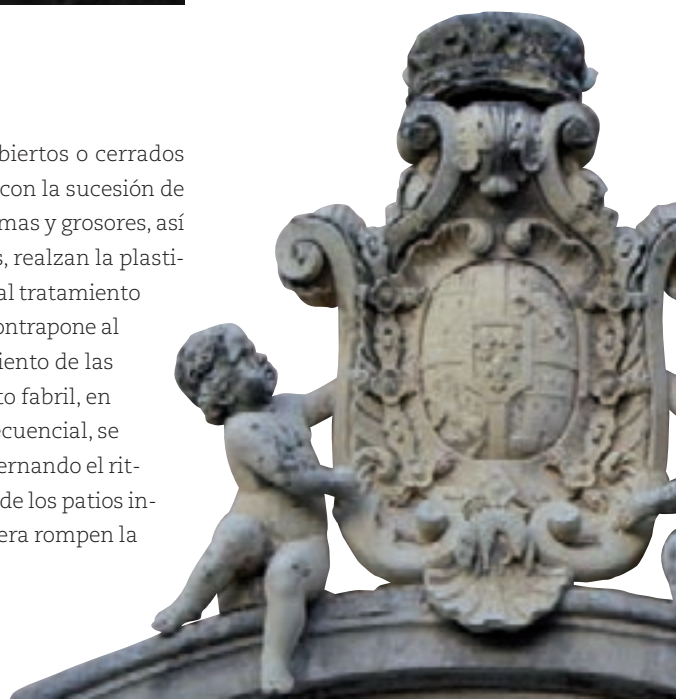 biertos o cerrados
con la sucesión de
mas y grosores, así
s, realzan la plasti-
al tratamiento
ontrapone al
iento de las
to fabril, en
ecuencial, se
ernando el rit-
de los patios in-
era rompen la